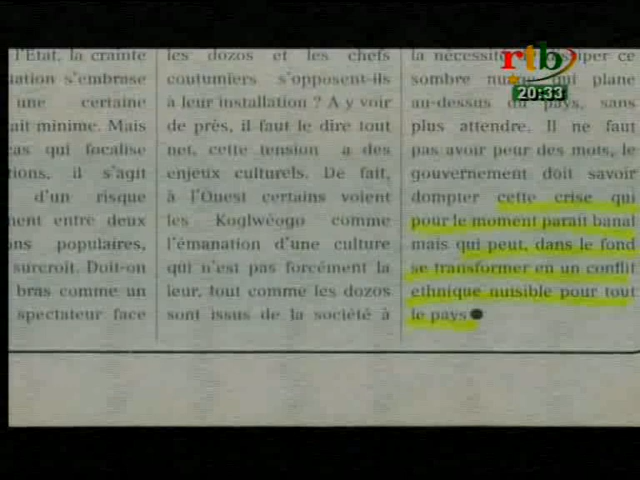 l'Etat, la crainte
uation s'embrase
une certaine
ait minime. Mais
cas qui focalise
tions, il s'agit
d'un risque
ment entre deux
ns populaires,
surcroît. Doit-on
bras comme un
spectateur face
les dozos et les chefs
coutumiers s'opposent-ils
à leur installation ? A y voir
de près, il faut le dire tout
net, cette tension a des
enjeux culturels. De fait,
à l'Ouest certains voient
les Koglwéogo comme
l'émanation d'une culture
qui n'est pas forcément la
leur, tout comme les dozos
sont issus de la société à
la nécessité per ce
sombre plane
au-dessus du pays, sans
plus attendre. Il ne faut
pas avoir peur des mots, le
gouvernement doit savoir
dompter cette crise qui
pour le moment paraît banal
mais qui peut, dans le fond
se transformer en un conflit
ethnique nuisible pour tout
le pays
rtb
20:33